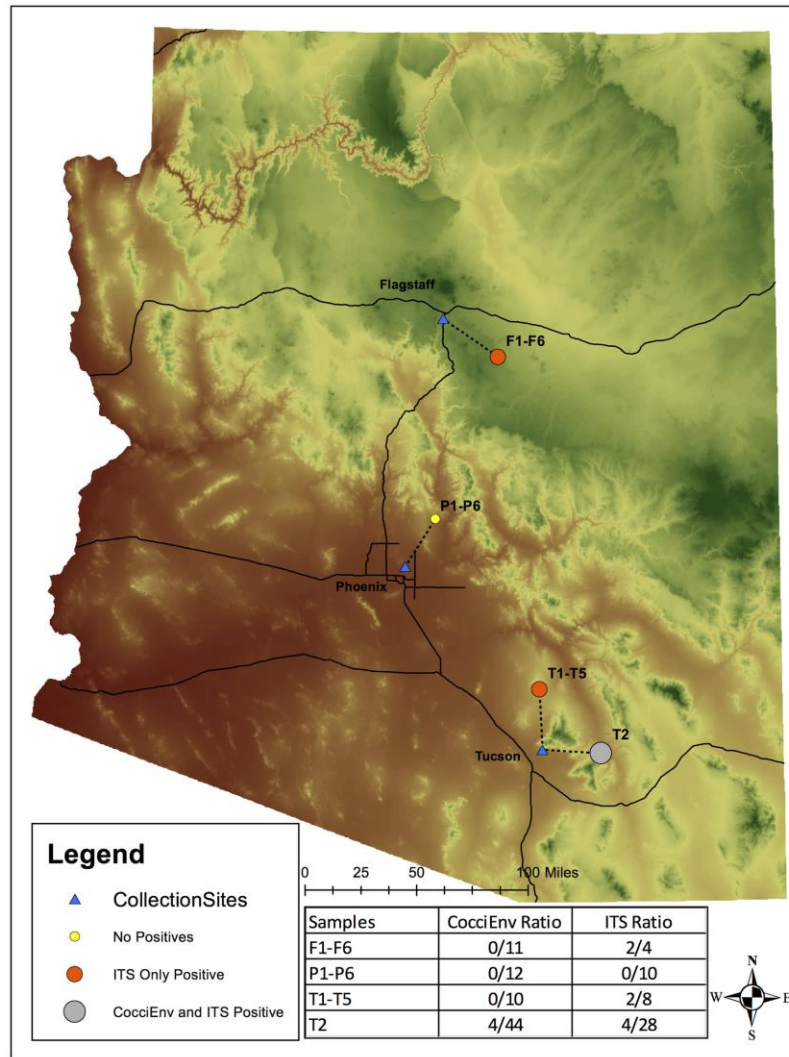 Flagstaff
F1-F6
P1-P6
Phoenix
T1-T5
T2
Tucson
Legend
CollectionSites
No Positives
ITS Only Positive
CocciEnv and ITS Positive
0 25 50 100 Miles
Samples CocciEnv Ratio ITS Ratio
F1-F6 0/11 2/4
P1-P6 0/12 0/10
T1-T5 0/10 2/8
T2 4/44 4/28
N
W E
S